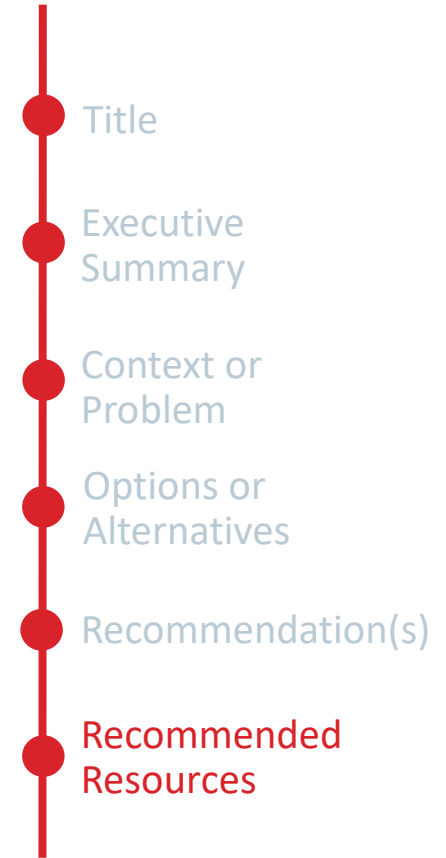 Title
Executive
Summary
Context or
Problem
Options or
Alternatives
Recommendation(s)
Recommended
Resources